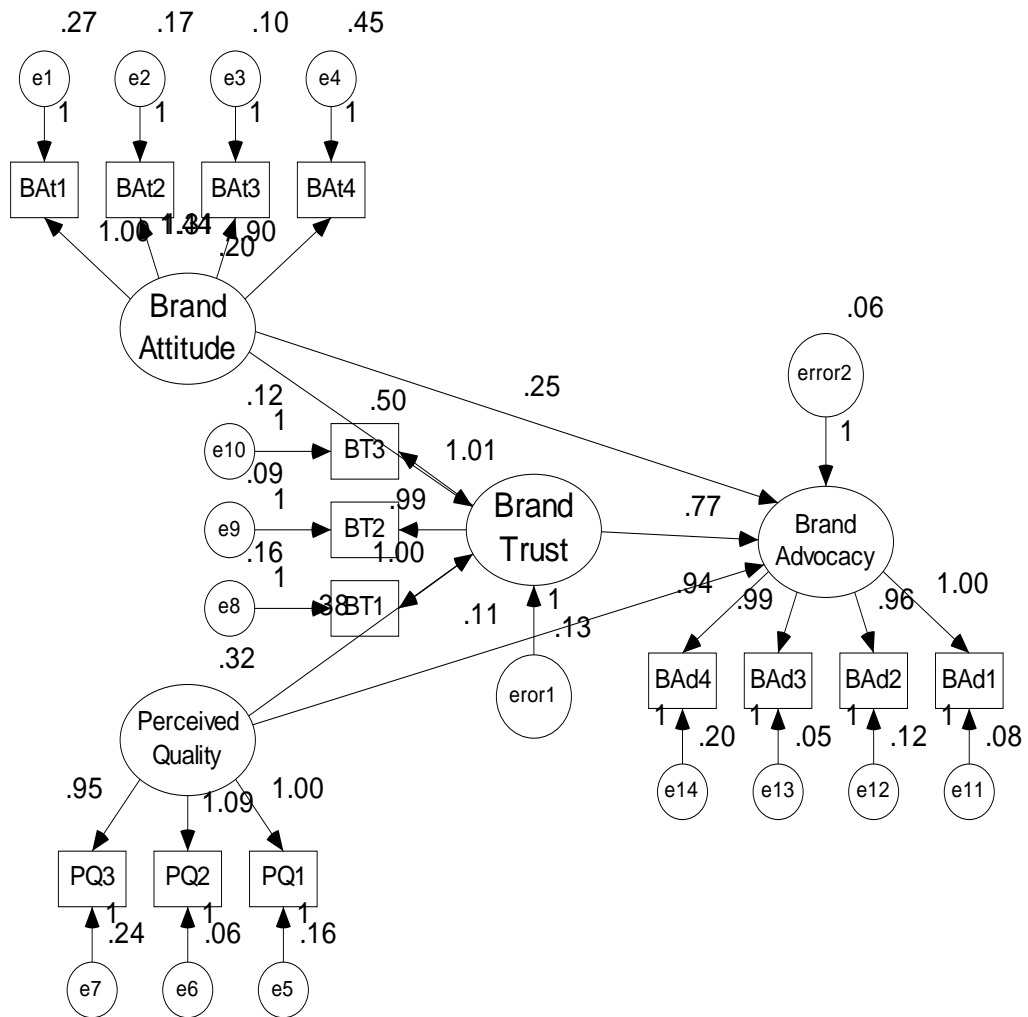 .27 .17 .10 .45
e1 e2 e3 e4
1 1 1 1
BAt1 BAt2 BAt3 BAt4
1.00 .90
.20
Brand
Attitude
.06
error2
1
.12 .50 .25
1
e10 BT3 1.01
.09
1 .99 Brand
Trust
.77 Brand
Advocacy
e9 BT2
.16 1.00
1
e8 BT1
.38 .11 1 .13
.94 .99 .96 1.00
.32
eror1
BAd4 BAd3 BAd2 BAd1
1 1 1 1
.20 .05 .12 .08
e14 e13 e12 e11
Perceived
Quality
.95 1.09 1.00
PQ3 PQ2 PQ1
1 1 1
.24 .06 .16
e7 e6 e5